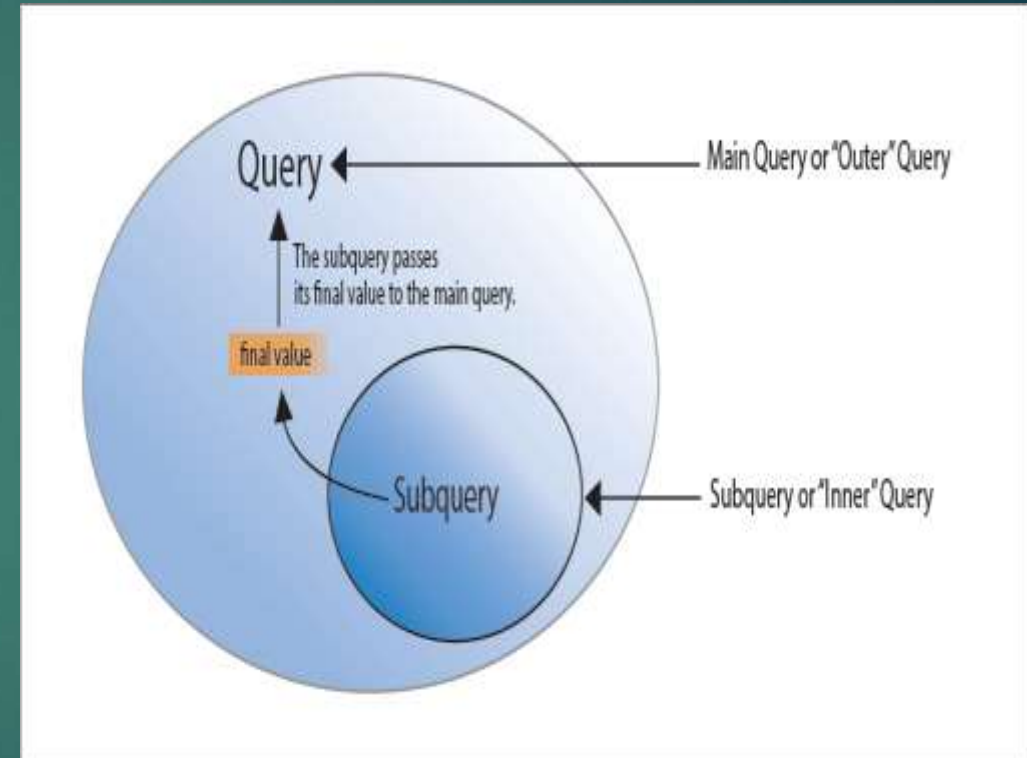 Query
Main Query or "Outer" Query
The subquery passes
its final value to the main query.
final value
Subquery
Subquery or "Inner" Query